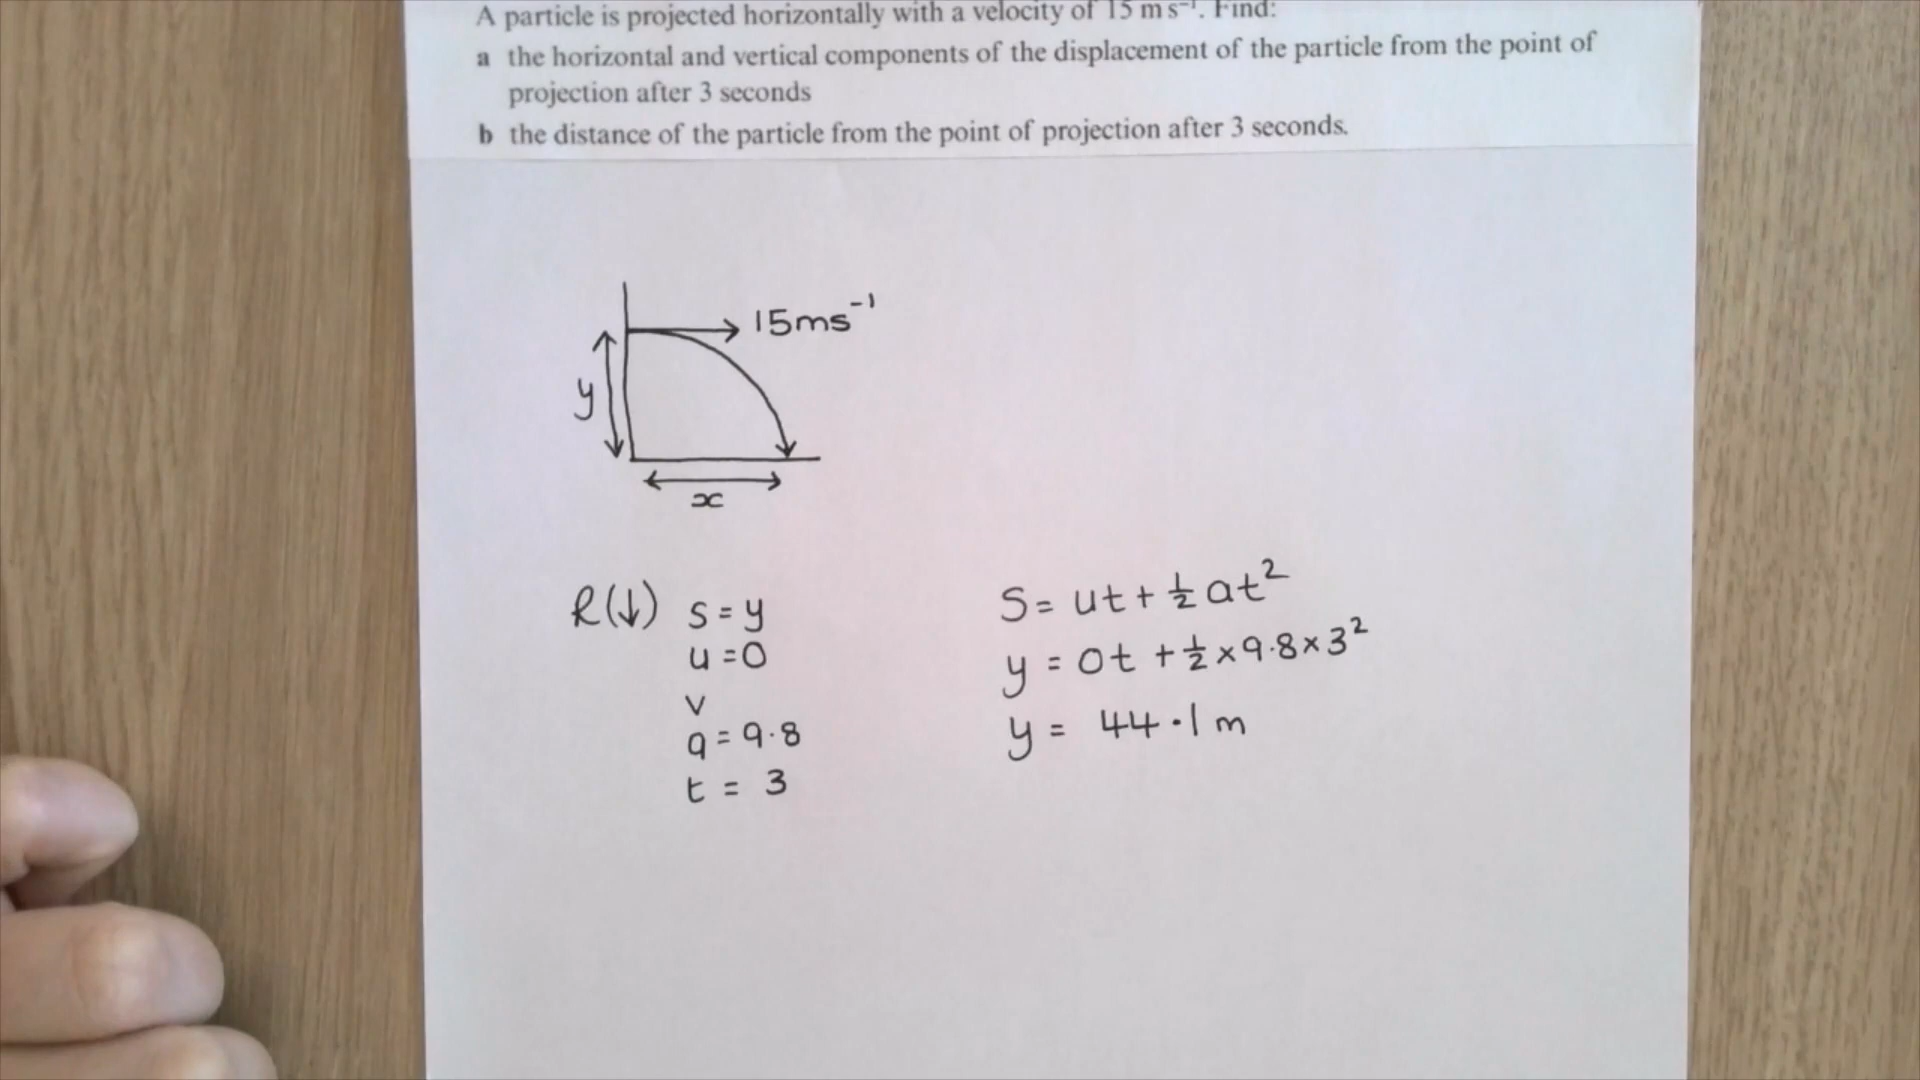 A particle is projected horizontally with a velocity of 15 m s⁻¹. Find:
a the horizontal and vertical components of the displacement of the particle from the point of
projection after 3 seconds
b the distance of the particle from the point of projection after 3 seconds.
15ms⁻¹
y
x
R(↓) s = y
u = 0
v
a = 9.8
t = 3
S = ut + ½at²
y = 0t + ½ × 9.8 × 3²
y = 44.1 m